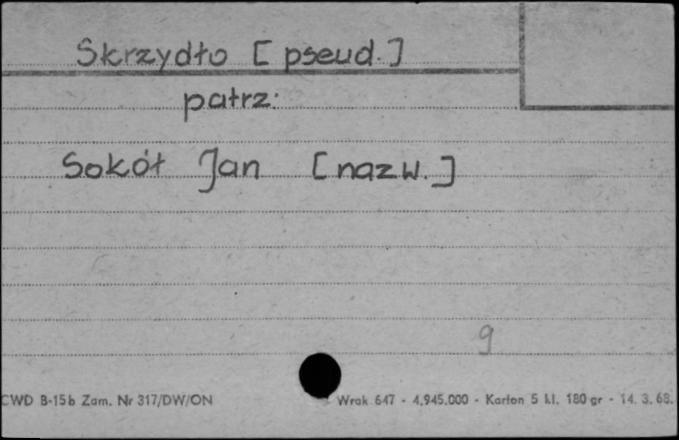 Skrzydło [pseud.]
patrz:
Sokół Jan [nazw.]
9
CWD B-15b Zam. Nr 317/DW/ON Wrak. 647 - 4,945.000 - Karton 5 kl. 180 gr - 14. 3. 68.